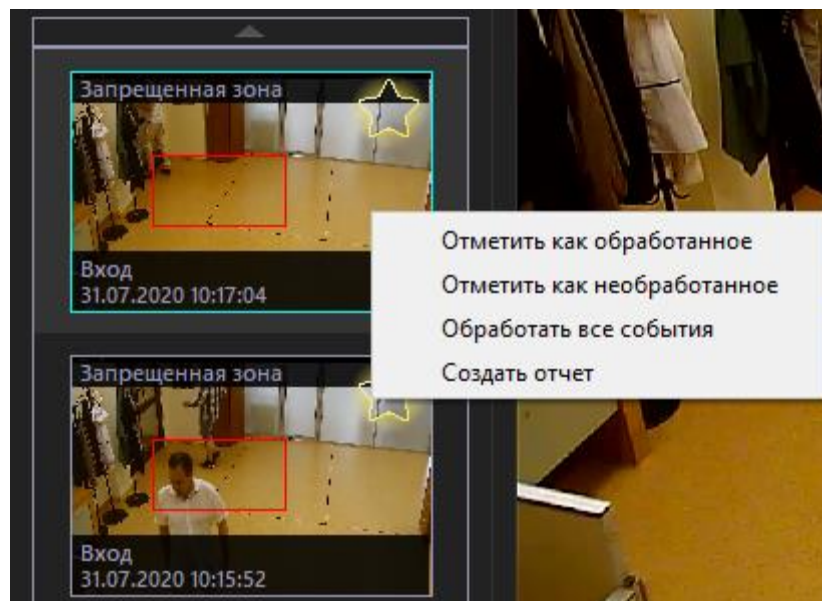 Запрещенная зона
Вход
31.07.2020 10:17:04
Отметить как обработанное
Отметить как необработанное
Обработать все события
Создать отчет
Запрещенная зона
Вход
31.07.2020 10:15:52